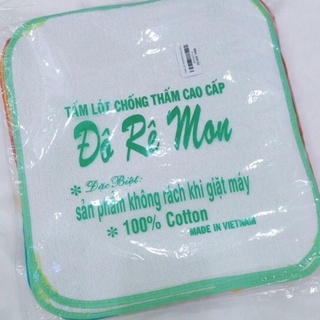 TẤM LÓT CHỐNG THẤM CAO CẤP
Đô Rê Mon
* Đặc Biệt:
sản phẩm không rách khi giặt máy
* 100% Cotton
MADE IN VIETNAM